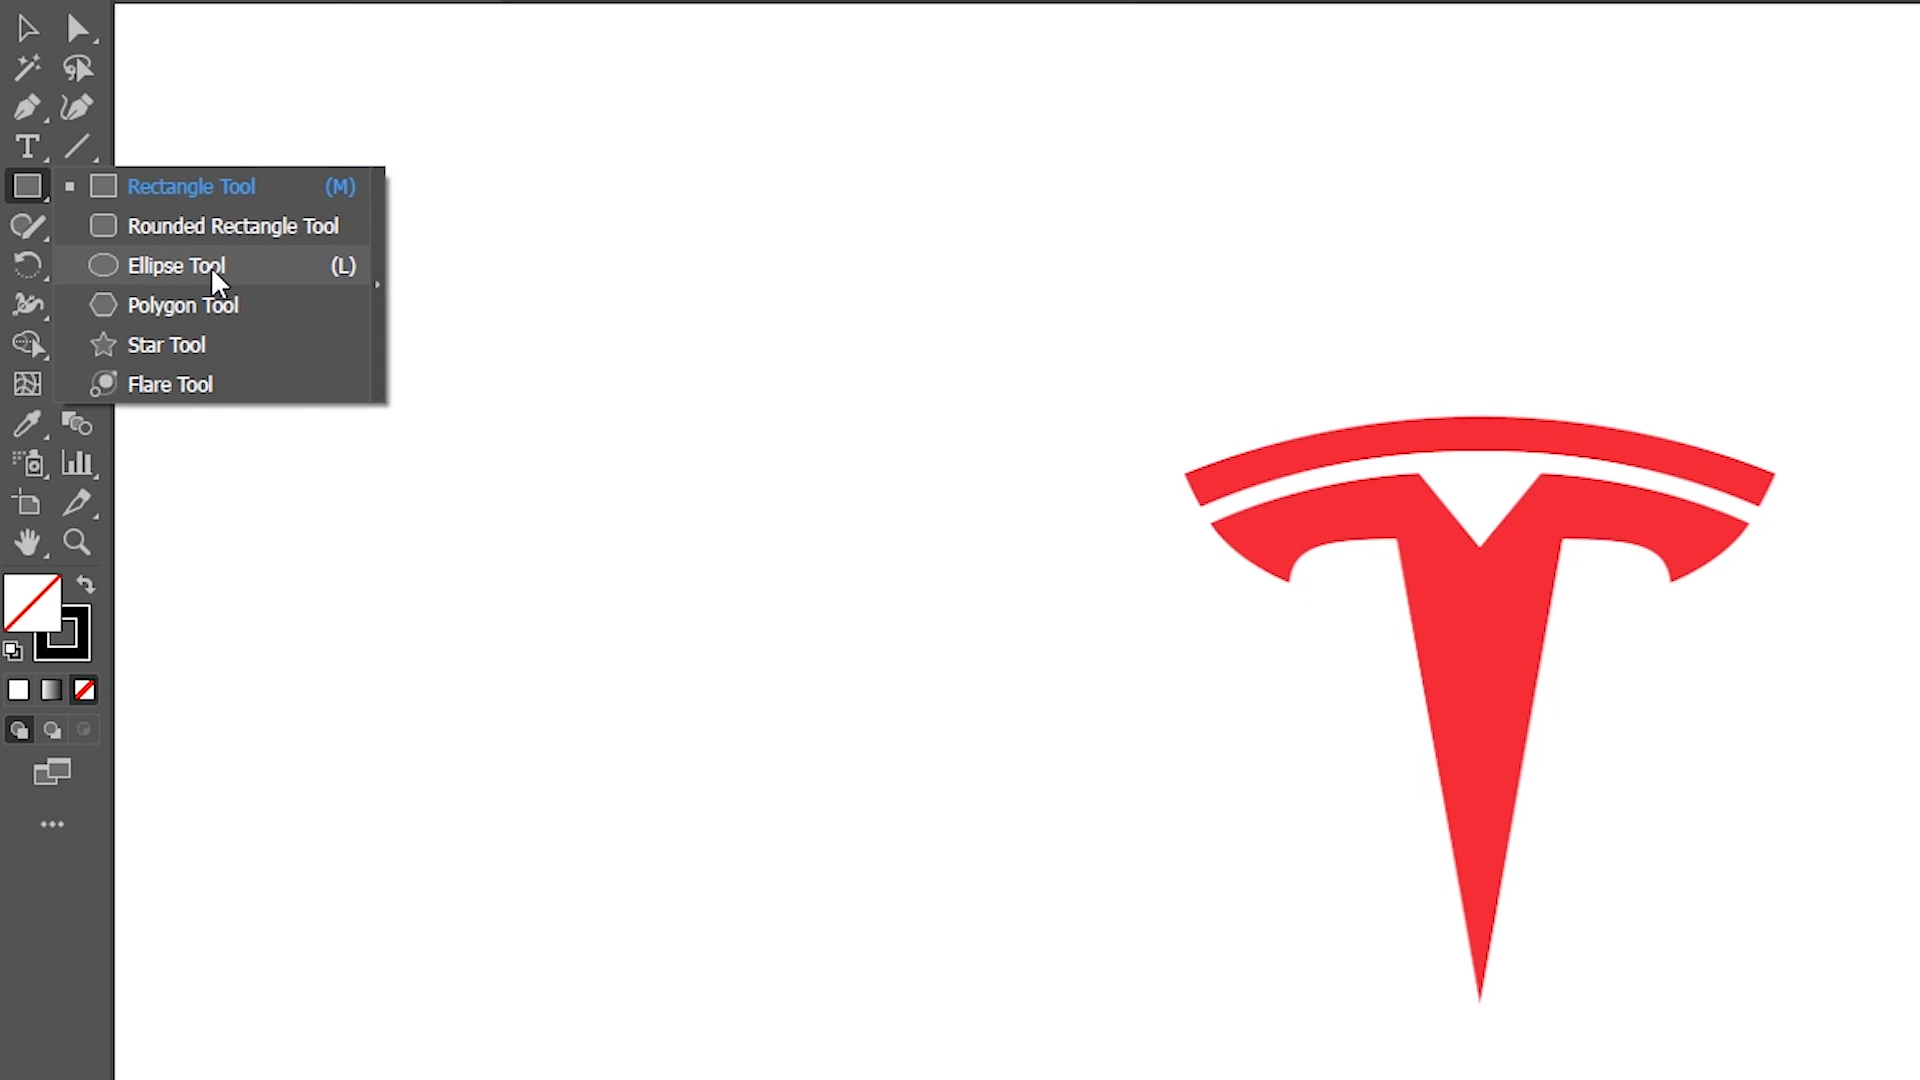 Rectangle Tool (M)
Rounded Rectangle Tool
Ellipse Tool (L)
Polygon Tool
Star Tool
Flare Tool